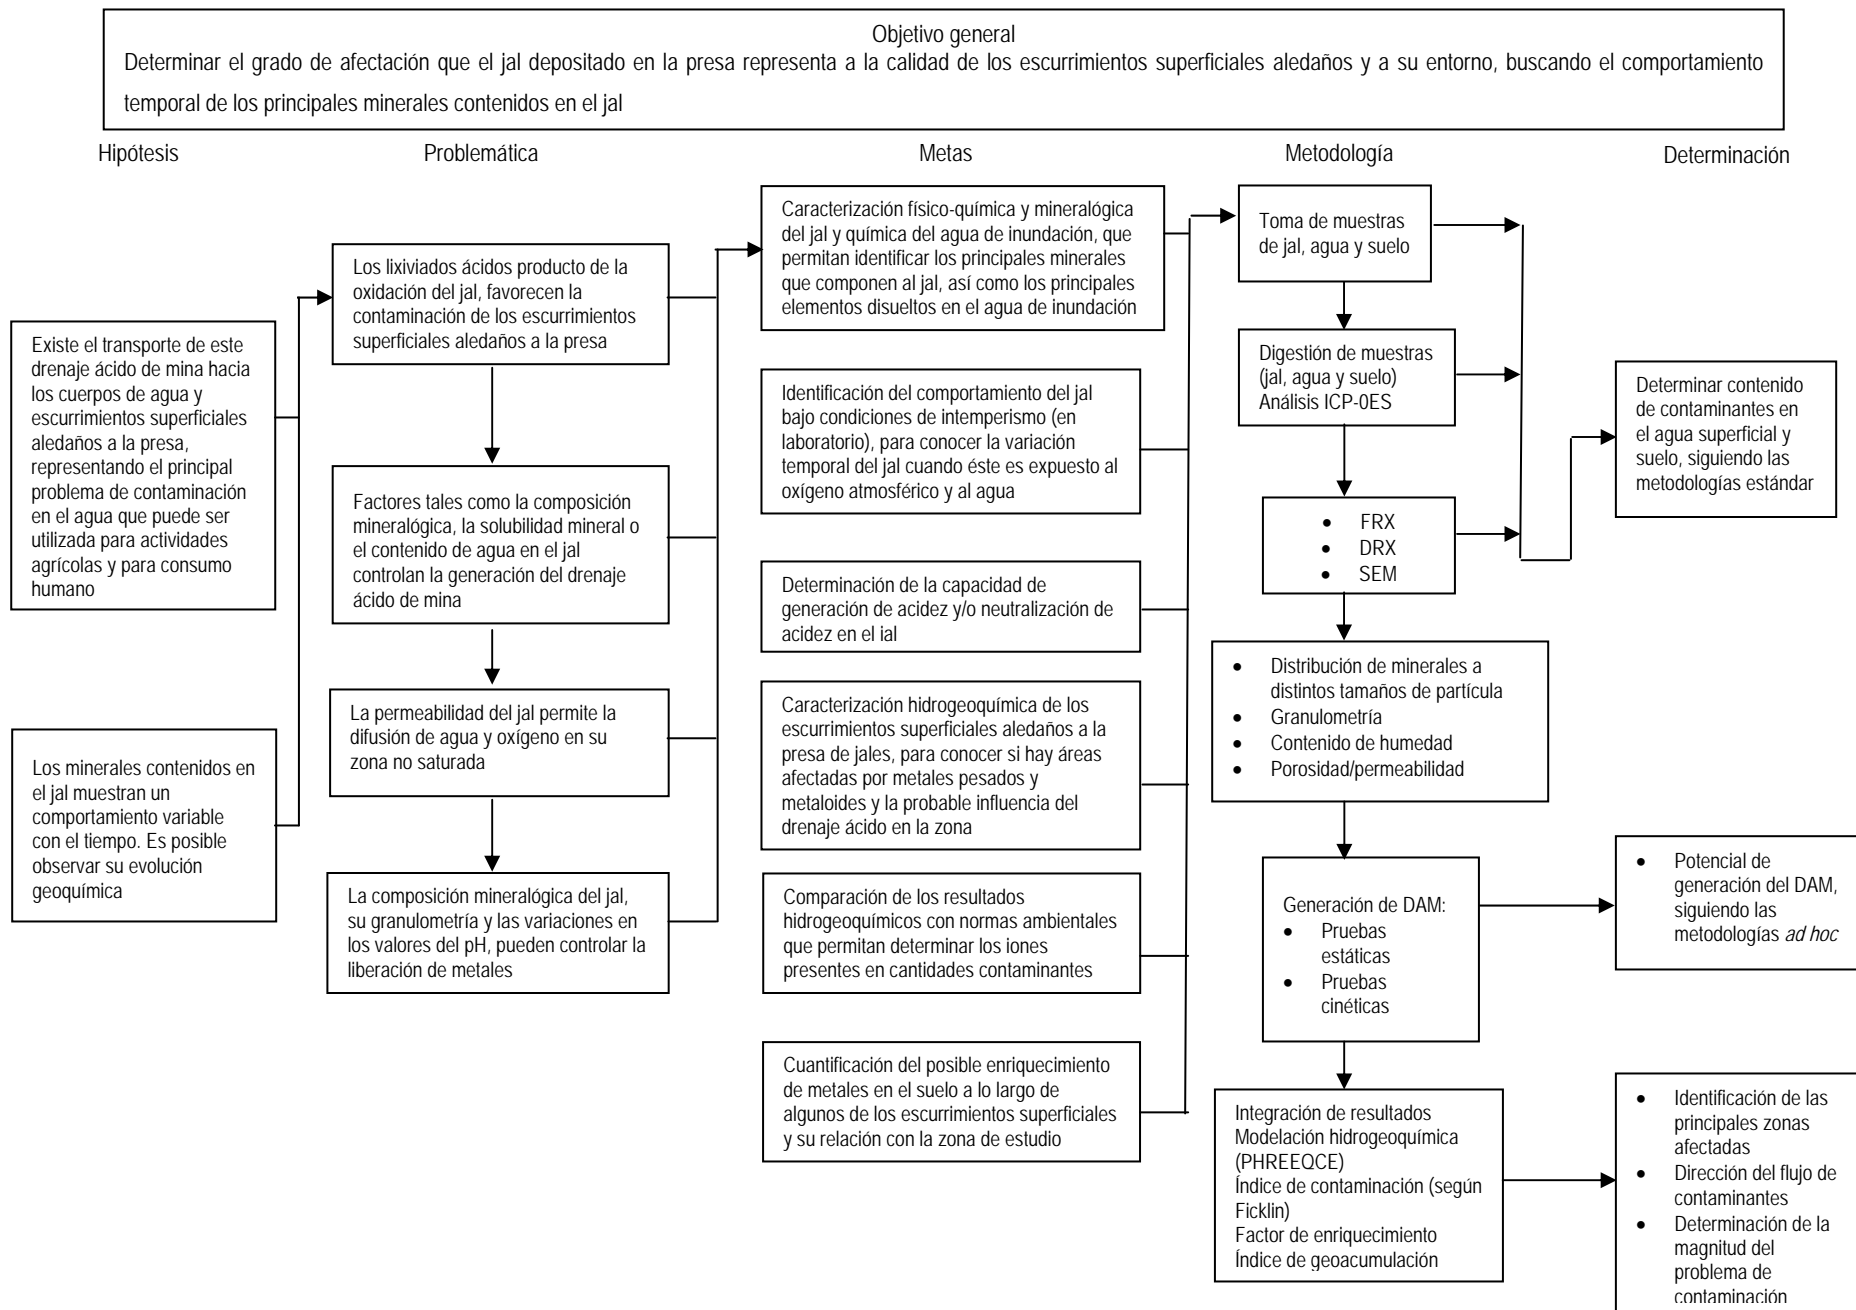 Objetivo general
Determinar el grado de afectación que el jal depositado en la presa representa a la calidad de los escurrimientos superficiales aledaños y a su entorno, buscando el comportamiento
temporal de los principales minerales contenidos en el jal
Hipótesis
Problemática
Metas
Metodología
Determinación
Existe el transporte de este
drenaje ácido de mina hacia
los cuerpos de agua y
escurrimientos superficiales
aledaños a la presa,
representando el principal
problema de contaminación
en el agua que puede ser
utilizada para actividades
agrícolas y para consumo
humano
Los minerales contenidos en
el jal muestran un
comportamiento variable
con el tiempo. Es posible
observar su evolución
geoquímica
Los lixiviados ácidos producto de la
oxidación del jal, favorecen la
contaminación de los escurrimientos
superficiales aledaños a la presa
Factores tales como la composición
mineralógica, la solubilidad mineral o
el contenido de agua en el jal
controlan la generación del drenaje
ácido de mina
La permeabilidad del jal permite la
difusión de agua y oxígeno en su
zona no saturada
La composición mineralógica del jal,
su granulometría y las variaciones en
los valores del pH, pueden controlar la
liberación de metales
Caracterización físico-química y mineralógica
del jal y química del agua de inundación, que
permitan identificar los principales minerales
que componen al jal, así como los principales
elementos disueltos en el agua de inundación
Identificación del comportamiento del jal
bajo condiciones de intemperismo (en
laboratorio), para conocer la variación
temporal del jal cuando éste es expuesto al
oxígeno atmosférico y al agua
Determinación de la capacidad de
generación de acidez y/o neutralización de
acidez en el jal
Caracterización hidrogeoquímica de los
escurrimientos superficiales aledaños a la
presa de jales, para conocer si hay áreas
afectadas por metales pesados y
metaloides y la probable influencia del
drenaje ácido en la zona
Comparación de los resultados
hidrogeoquímicos con normas ambientales
que permitan determinar los iones
presentes en cantidades contaminantes
Cuantificación del posible enriquecimiento
de metales en el suelo a lo largo de
algunos de los escurrimientos superficiales
y su relación con la zona de estudio
Toma de muestras
de jal, agua y suelo
Digestión de muestras
(jal, agua y suelo)
Análisis ICP-0ES
• FRX
• DRX
• SEM
• Distribución de minerales a
distintos tamaños de partícula
• Granulometría
• Contenido de humedad
• Porosidad/permeabilidad
Generación de DAM:
• Pruebas
estáticas
• Pruebas
cinéticas
Integración de resultados
Modelación hidrogeoquímica
(PHREEQCE)
Índice de contaminación (según
Ficklin)
Factor de enriquecimiento
Índice de geoacumulación
Determinar contenido
de contaminantes en
el agua superficial y
suelo, siguiendo las
metodologías estándar
• Potencial de
generación del DAM,
siguiendo las
metodologías ad hoc
• Identificación de las
principales zonas
afectadas
• Dirección del flujo de
contaminantes
• Determinación de la
magnitud del
problema de
contaminación